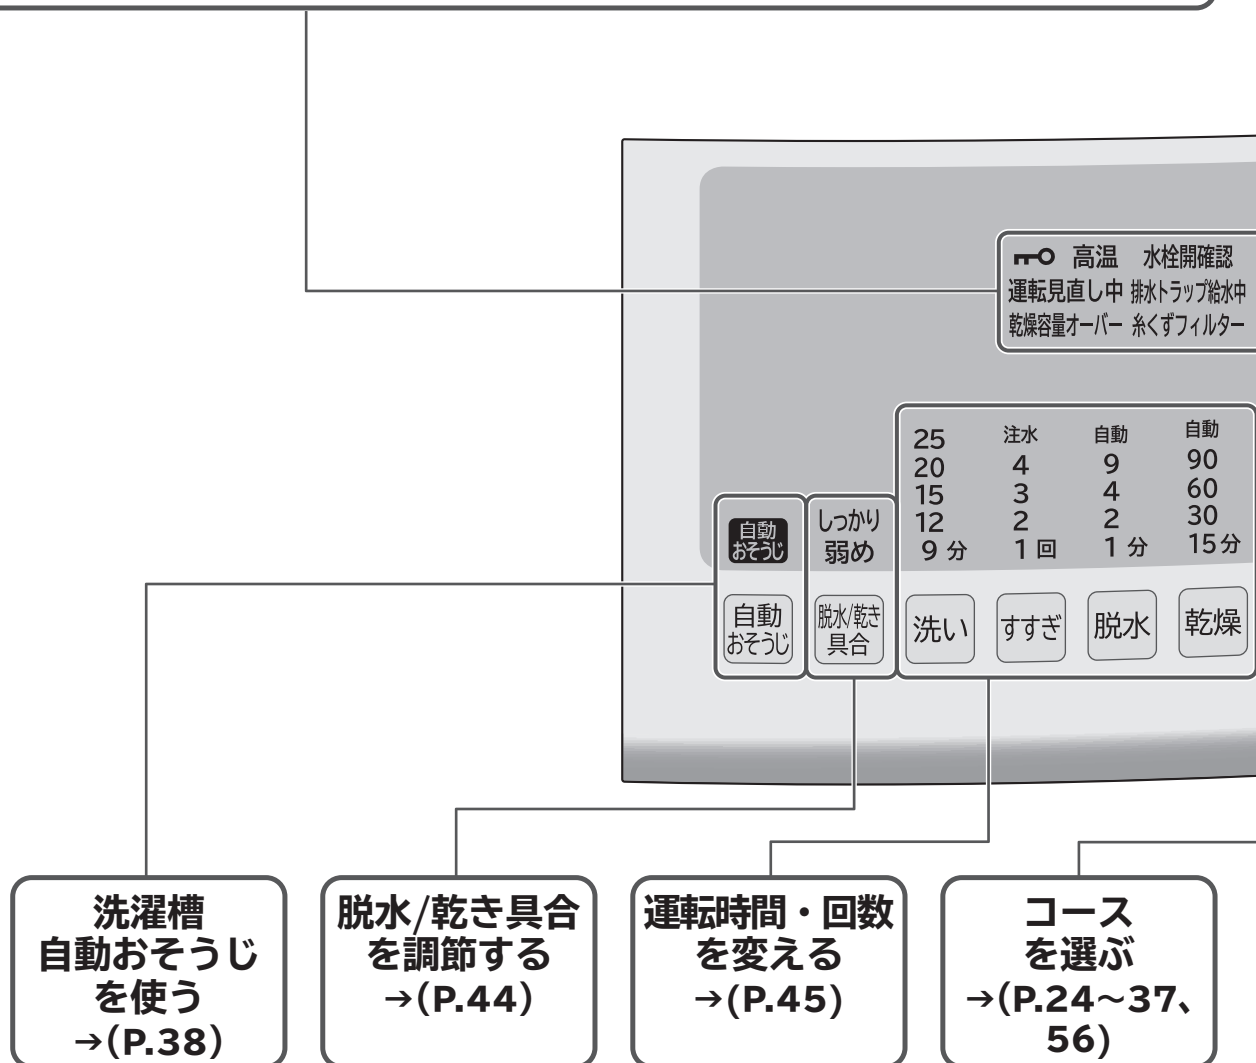 高温 水栓開確認
運転見直し中 排水トラップ給水中
乾燥容量オーバー 糸くずフィルター
25 注水 自動 自動
20 4 9 90
15 3 4 60
12 2 2 30
9分 1回 1分 15分
自動
おそうじ
しっかり
弱め
自動
おそうじ
脱水/乾き
具合
洗い
すすぎ
脱水
乾燥
洗濯槽
自動おそうじ
を使う
→(P.38)
脱水/乾き具合
を調節する
→(P.44)
運転時間・回数
を変える
→(P.45)
コース
を選ぶ
→(P.24～37、
56)